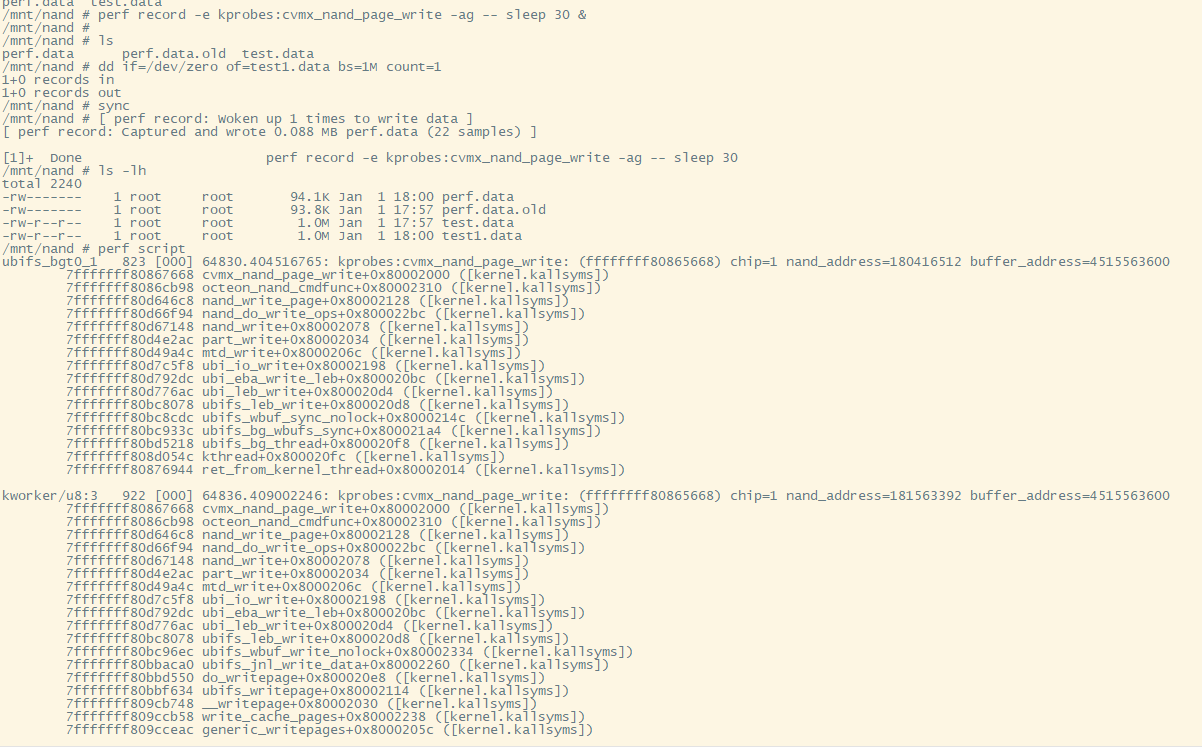 perf.data  test.data
/mnt/nand # perf record -e kprobes:cvmx_nand_page_write -ag -- sleep 30 &
/mnt/nand #
/mnt/nand # ls
perf.data      perf.data.old  test.data
/mnt/nand # dd if=/dev/zero of=test1.data bs=1M count=1
1+0 records in
1+0 records out
/mnt/nand # sync
/mnt/nand # [ perf record: Woken up 1 times to write data ]
[ perf record: Captured and wrote 0.088 MB perf.data (22 samples) ]
[1]+  Done                       perf record -e kprobes:cvmx_nand_page_write -ag -- sleep 30
/mnt/nand # ls -lh
total 2240
-rw-------    1 root     root       94.1K Jan  1 18:00 perf.data
-rw-------    1 root     root       93.8K Jan  1 17:57 perf.data.old
-rw-r--r--    1 root     root        1.0M Jan  1 17:57 test.data
-rw-r--r--    1 root     root        1.0M Jan  1 18:00 test1.data
/mnt/nand # perf script
ubifs_bgt0_1   823 [000] 64830.404516765: kprobes:cvmx_nand_page_write: (ffffffff80865668) chip=1 nand_address=180416512 buffer_address=4515563600
        7fffffff80867668 cvmx_nand_page_write+0x80002000 ([kernel.kallsyms])
        7fffffff8086cb98 octeon_nand_cmdfunc+0x80002310 ([kernel.kallsyms])
        7fffffff80d646c8 nand_write_page+0x80002128 ([kernel.kallsyms])
        7fffffff80d66f94 nand_do_write_ops+0x800022bc ([kernel.kallsyms])
        7fffffff80d67148 nand_write+0x80002078 ([kernel.kallsyms])
        7fffffff80d4e2ac part_write+0x80002034 ([kernel.kallsyms])
        7fffffff80d49a4c mtd_write+0x8000206c ([kernel.kallsyms])
        7fffffff80d7c5f8 ubi_io_write+0x80002198 ([kernel.kallsyms])
        7fffffff80d792dc ubi_eba_write_leb+0x800020bc ([kernel.kallsyms])
        7fffffff80d776ac ubi_leb_write+0x800020d4 ([kernel.kallsyms])
        7fffffff80bc8078 ubifs_leb_write+0x800020d8 ([kernel.kallsyms])
        7fffffff80bc8cdc ubifs_wbuf_sync_nolock+0x8000214c ([kernel.kallsyms])
        7fffffff80bc933c ubifs_bg_wbufs_sync+0x800021a4 ([kernel.kallsyms])
        7fffffff80bd5218 ubifs_bg_thread+0x800020f8 ([kernel.kallsyms])
        7fffffff808d054c kthread+0x800020fc ([kernel.kallsyms])
        7fffffff80876944 ret_from_kernel_thread+0x80002014 ([kernel.kallsyms])
kworker/u8:3   922 [000] 64836.409002246: kprobes:cvmx_nand_page_write: (ffffffff80865668) chip=1 nand_address=181563392 buffer_address=4515563600
        7fffffff80867668 cvmx_nand_page_write+0x80002000 ([kernel.kallsyms])
        7fffffff8086cb98 octeon_nand_cmdfunc+0x80002310 ([kernel.kallsyms])
        7fffffff80d646c8 nand_write_page+0x80002128 ([kernel.kallsyms])
        7fffffff80d66f94 nand_do_write_ops+0x800022bc ([kernel.kallsyms])
        7fffffff80d67148 nand_write+0x80002078 ([kernel.kallsyms])
        7fffffff80d4e2ac part_write+0x80002034 ([kernel.kallsyms])
        7fffffff80d49a4c mtd_write+0x8000206c ([kernel.kallsyms])
        7fffffff80d7c5f8 ubi_io_write+0x80002198 ([kernel.kallsyms])
        7fffffff80d792dc ubi_eba_write_leb+0x800020bc ([kernel.kallsyms])
        7fffffff80d776ac ubi_leb_write+0x800020d4 ([kernel.kallsyms])
        7fffffff80bc8078 ubifs_leb_write+0x800020d8 ([kernel.kallsyms])
        7fffffff80bc96ec ubifs_wbuf_write_nolock+0x80002334 ([kernel.kallsyms])
        7fffffff80bbaca0 ubifs_jnl_write_data+0x80002260 ([kernel.kallsyms])
        7fffffff80bbd550 do_writepage+0x800020e8 ([kernel.kallsyms])
        7fffffff80bbf634 ubifs_writepage+0x80002114 ([kernel.kallsyms])
        7fffffff809cb748 __writepage+0x80002030 ([kernel.kallsyms])
        7fffffff809ccb58 write_cache_pages+0x80002238 ([kernel.kallsyms])
        7fffffff809cceac generic_writepages+0x8000205c ([kernel.kallsyms])